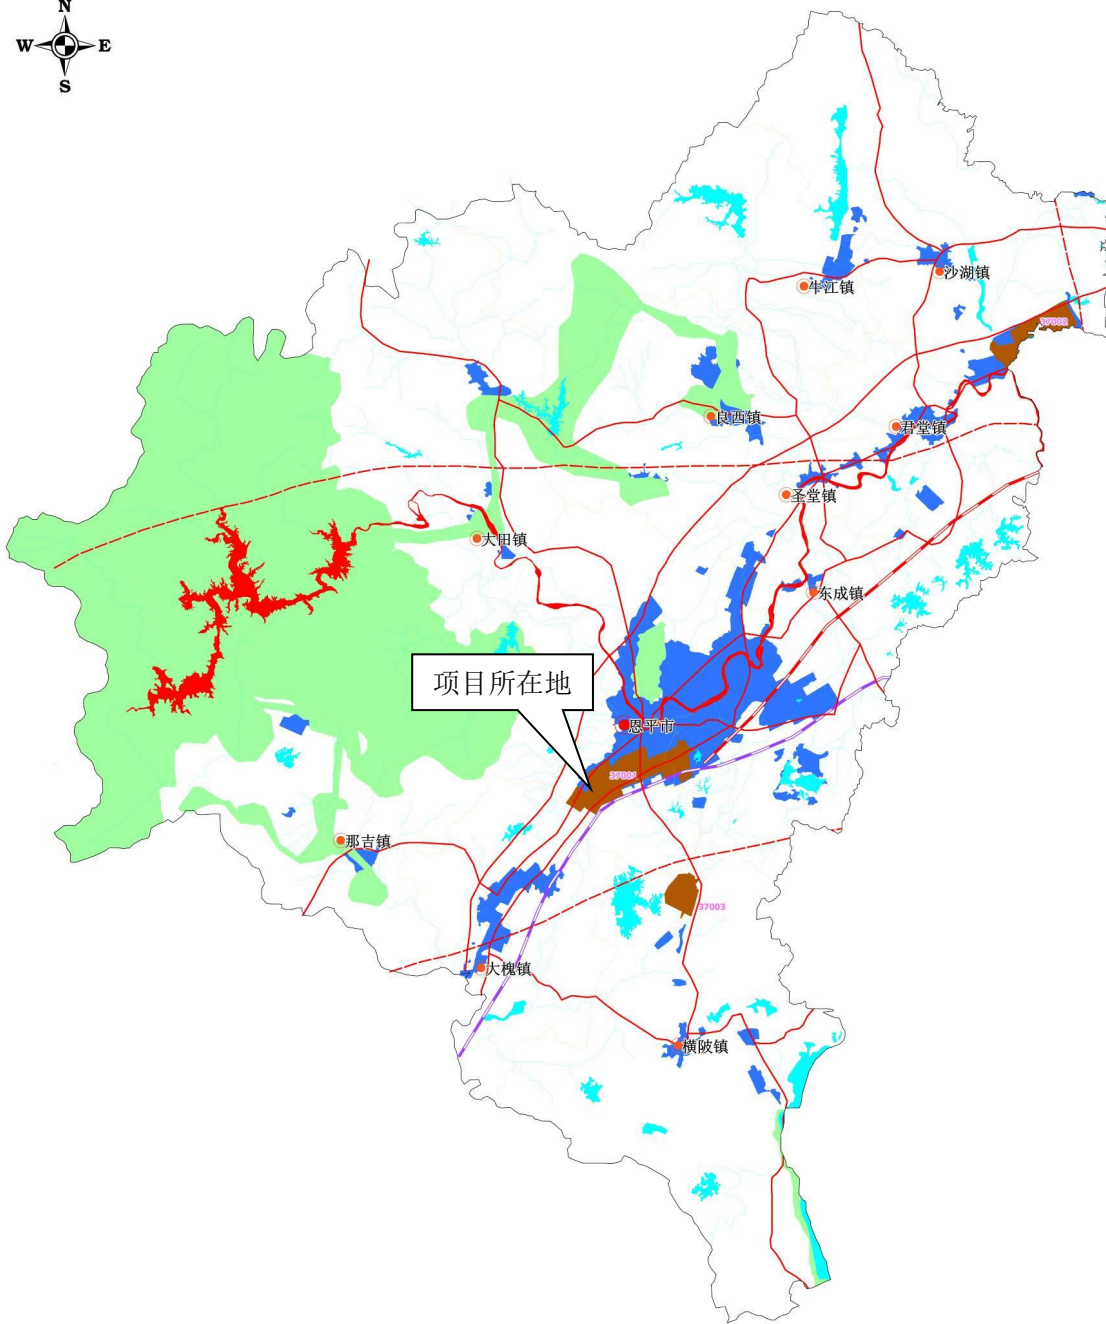 N
W E
S
沙湖镇
牛江镇
37002
良西镇
君堂镇
圣堂镇
大田镇
东成镇
项目所在地
恩平市
37001
那吉镇
37003
大槐镇
横陂镇